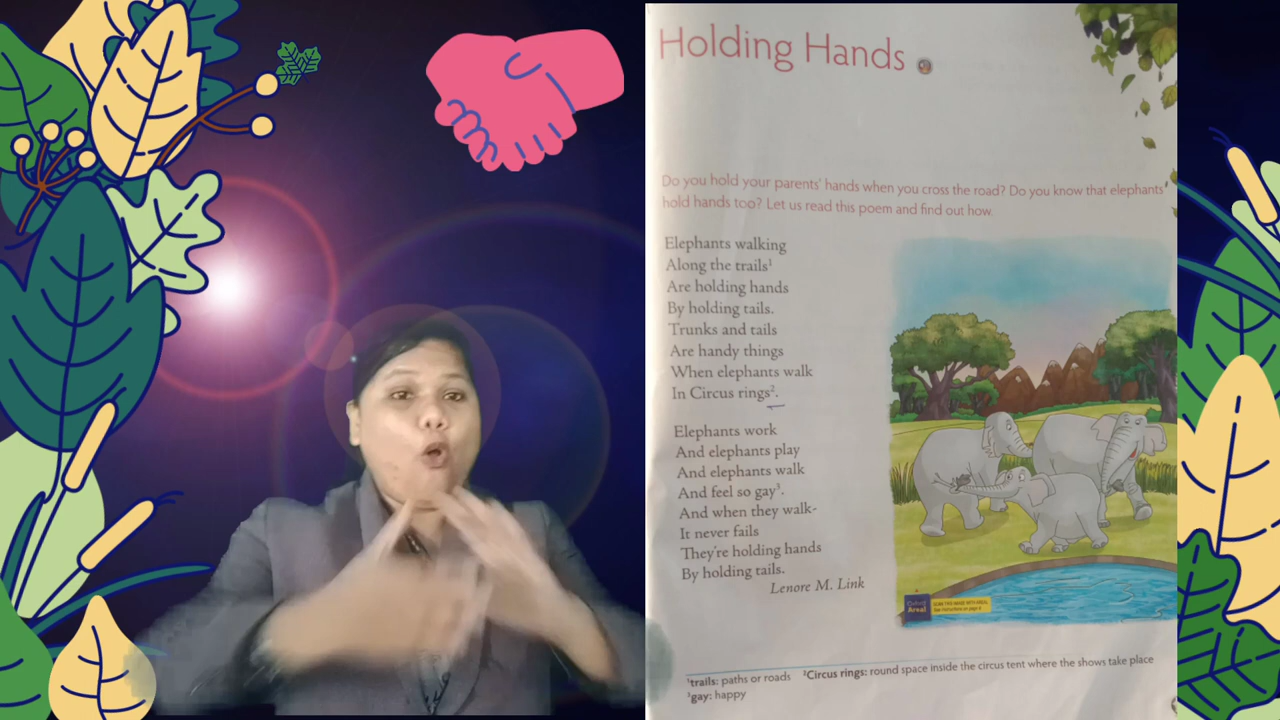 Holding Hands
Do you hold your parents' hands when you cross the road? Do you know that elephants
hold hands too? Let us read this poem and find out how.
Elephants walking
Along the trails¹
Are holding hands
By holding tails.
Trunks and tails
Are handy things
When elephants walk
In Circus rings².
Elephants work
And elephants play
And elephants walk
And feel so gay³.
And when they walk-
It never fails
They're holding hands
By holding tails.
Lenore M. Link
Oxford
Areal
¹trails: paths or roads ²Circus rings: round space inside the circus tent where the shows take place
³gay: happy